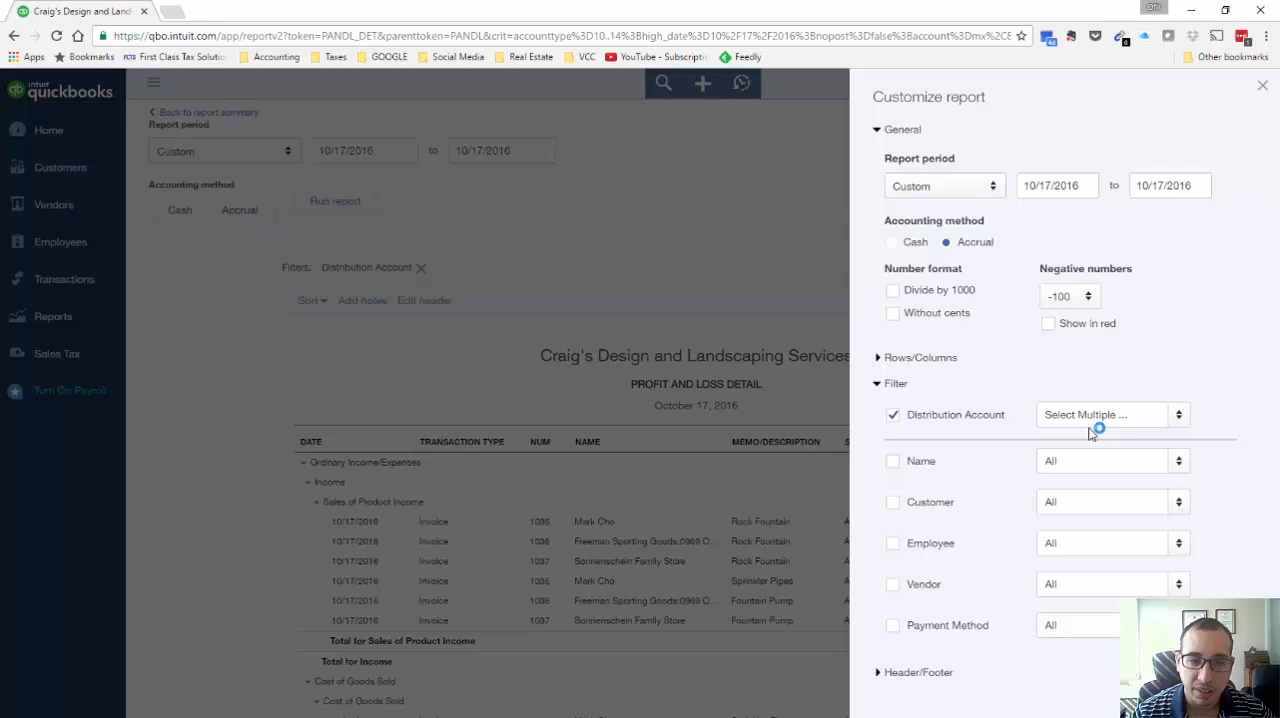 Craig's Design and Land
Offir
https://qbo.intuit.com/app/reportv2?token=PANDL_DET&parenttoken=PANDL&crit=accounttype%3D10..14%3Bhigh_date%3D10%2F17%2F2016%3Bnopost%3Dfalse%3Baccount%3Dmx%2CE
Apps
Bookmarks
First Class Tax Solutio
Accounting
Taxes
GOOGLE
Social Media
Real Estate
VCC
YouTube - Subscriptio
Feedly
Other bookmarks
intuit
quickbooks.
Home
Customers
Vendors
Employees
Transactions
Reports
Sales Tax
Turn On Payroll
Back to report summary
Report period
Custom
10/17/2016
to
10/17/2016
Accounting method
Cash
Accrual
Run report
Filters:
Distribution Account
Sort
Add notes
Edit header
Craig's Design and Landscaping Services
PROFIT AND LOSS DETAIL
October 17, 2016
DATE TRANSACTION TYPE NUM NAME MEMO/DESCRIPTION S
Ordinary Income/Expenses
Income
Sales of Product Income
10/17/2016 Invoice 1035 Mark Cho Rock Fountain A
10/17/2016 Invoice 1036 Freeman Sporting Goods:0969 O... Rock Fountain A
10/17/2016 Invoice 1037 Sonnenschein Family Store Rock Fountain A
10/17/2016 Invoice 1035 Mark Cho Sprinkler Pipes A
10/17/2016 Invoice 1036 Freeman Sporting Goods:0969 O... Fountain Pump A
10/17/2016 Invoice 1037 Sonnenschein Family Store Fountain Pump A
Total for Sales of Product Income
Total for Income
Cost of Goods Sold
Cost of Goods Sold
Customize report
General
Report period
Custom
10/17/2016
to
10/17/2016
Accounting method
Cash
Accrual
Number format
Negative numbers
Divide by 1000
-100
Without cents
Show in red
Rows/Columns
Filter
Distribution Account
Select Multiple ...
Name
All
Customer
All
Employee
All
Vendor
All
Payment Method
All
Header/Footer